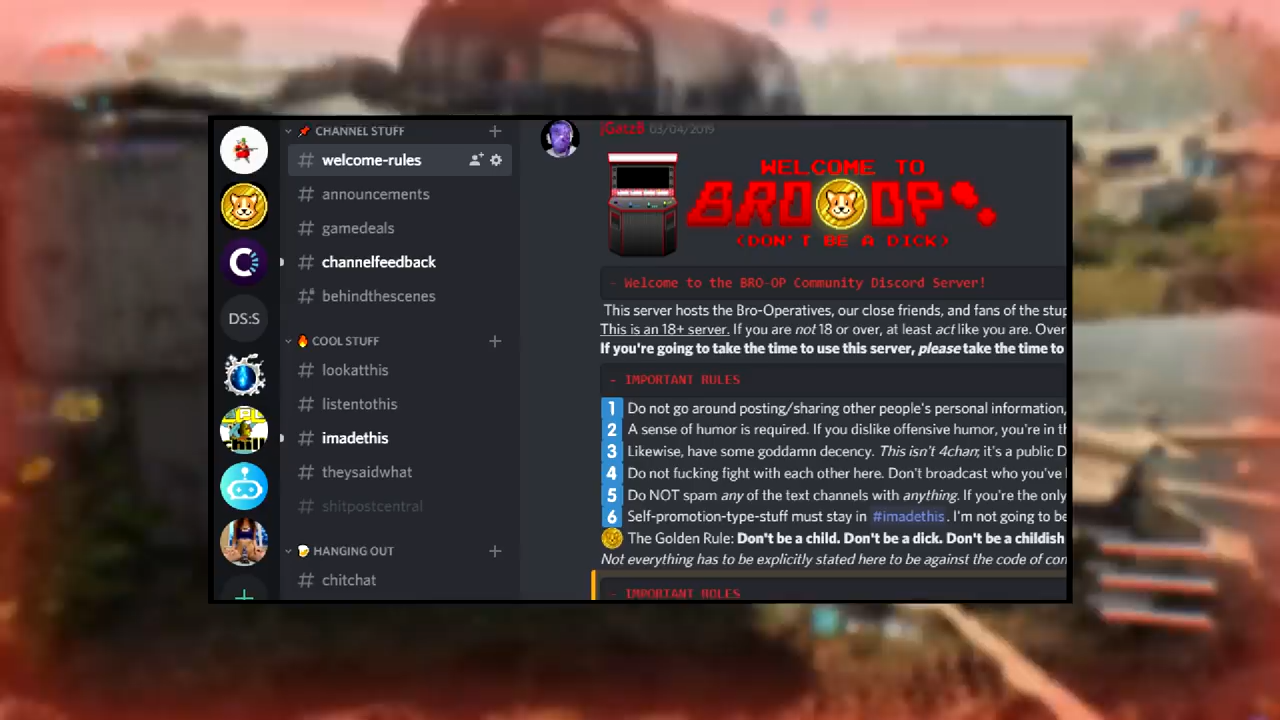 CHANNEL STUFF
# welcome-rules
# announcements
# gamedeals
# channelfeedback
# behindthescenes
COOL STUFF
# lookatthis
# listentothis
# imadethis
# theysaidwhat
# shitpostcentral
HANGING OUT
# chitchat
DS:S
jGatzB 03/04/2019
WELCOME TO
BRO OP
(DON'T BE A DICK)
- Welcome to the BRO-OP Community Discord Server!
This server hosts the Bro-Operatives, our close friends, and fans of the stup
This is an 18+ server. If you are not 18 or over, at least act like you are. Over
If you're going to take the time to use this server, please take the time to
- IMPORTANT RULES
1 Do not go around posting/sharing other people's personal information,
2 A sense of humor is required. If you dislike offensive humor, you're in th
3 Likewise, have some goddamn decency. This isn't 4chan; it's a public D
4 Do not fucking fight with each other here. Don't broadcast who you've
5 Do NOT spam any of the text channels with anything. If you're the only
6 Self-promotion-type-stuff must stay in #imadethis. I'm not going to be
The Golden Rule: Don't be a child. Don't be a dick. Don't be a childish
Not everything has to be explicitly stated here to be against the code of con
- IMPORTANT ROLES